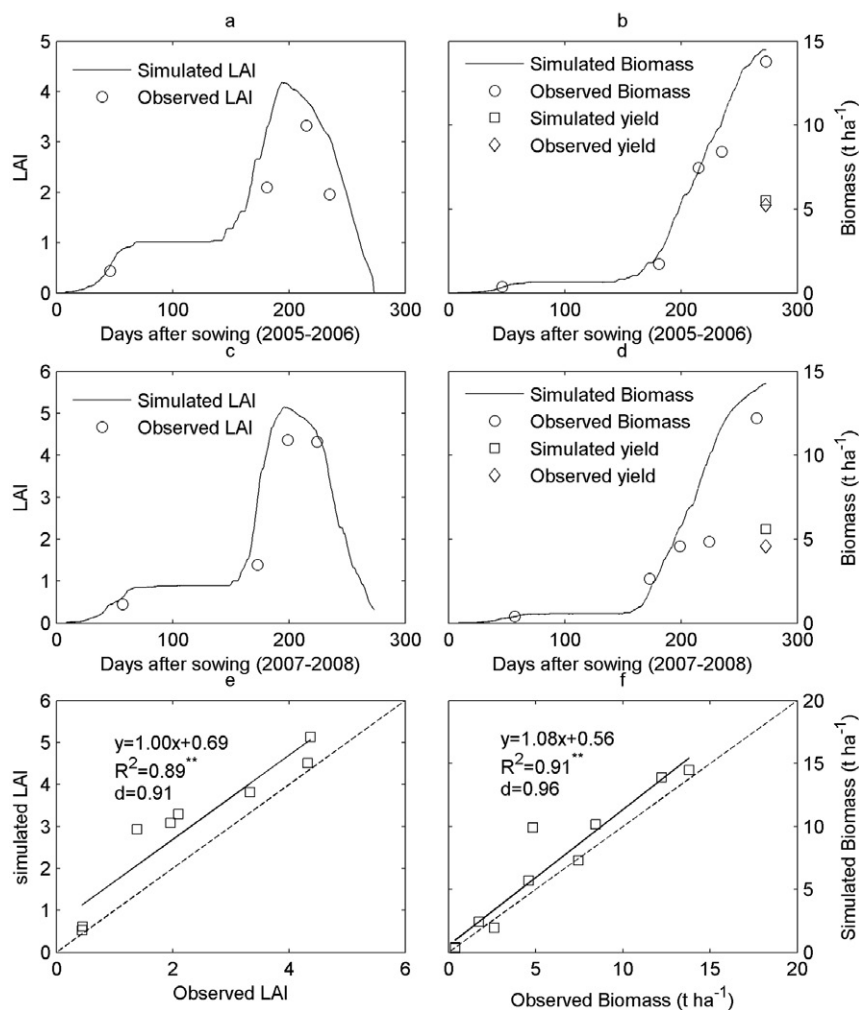 a
5
4
3
2
1
0
LAI
Simulated LAI
Observed LAI
0 100 200 300
Days after sowing (2005-2006)
b
Simulated Biomass
Observed Biomass
Simulated yield
Observed yield
15
10
5
0
Biomass (t ha⁻¹)
0 100 200 300
Days after sowing (2005-2006)
c
6
5
4
3
2
1
0
LAI
Simulated LAI
Observed LAI
0 100 200 300
Days after sowing (2007-2008)
d
Simulated Biomass
Observed Biomass
Simulated yield
Observed yield
15
10
5
0
Biomass (t ha⁻¹)
0 100 200 300
Days after sowing (2007-2008)
e
6
5
4
3
2
1
0
simulated LAI
y=1.00x+0.69
R²=0.89**
d=0.91
0 2 4 6
Observed LAI
f
y=1.08x+0.56
R²=0.91**
d=0.96
20
15
10
5
0
Simulated Biomass (t ha⁻¹)
0 5 10 15 20
Observed Biomass (t ha⁻¹)